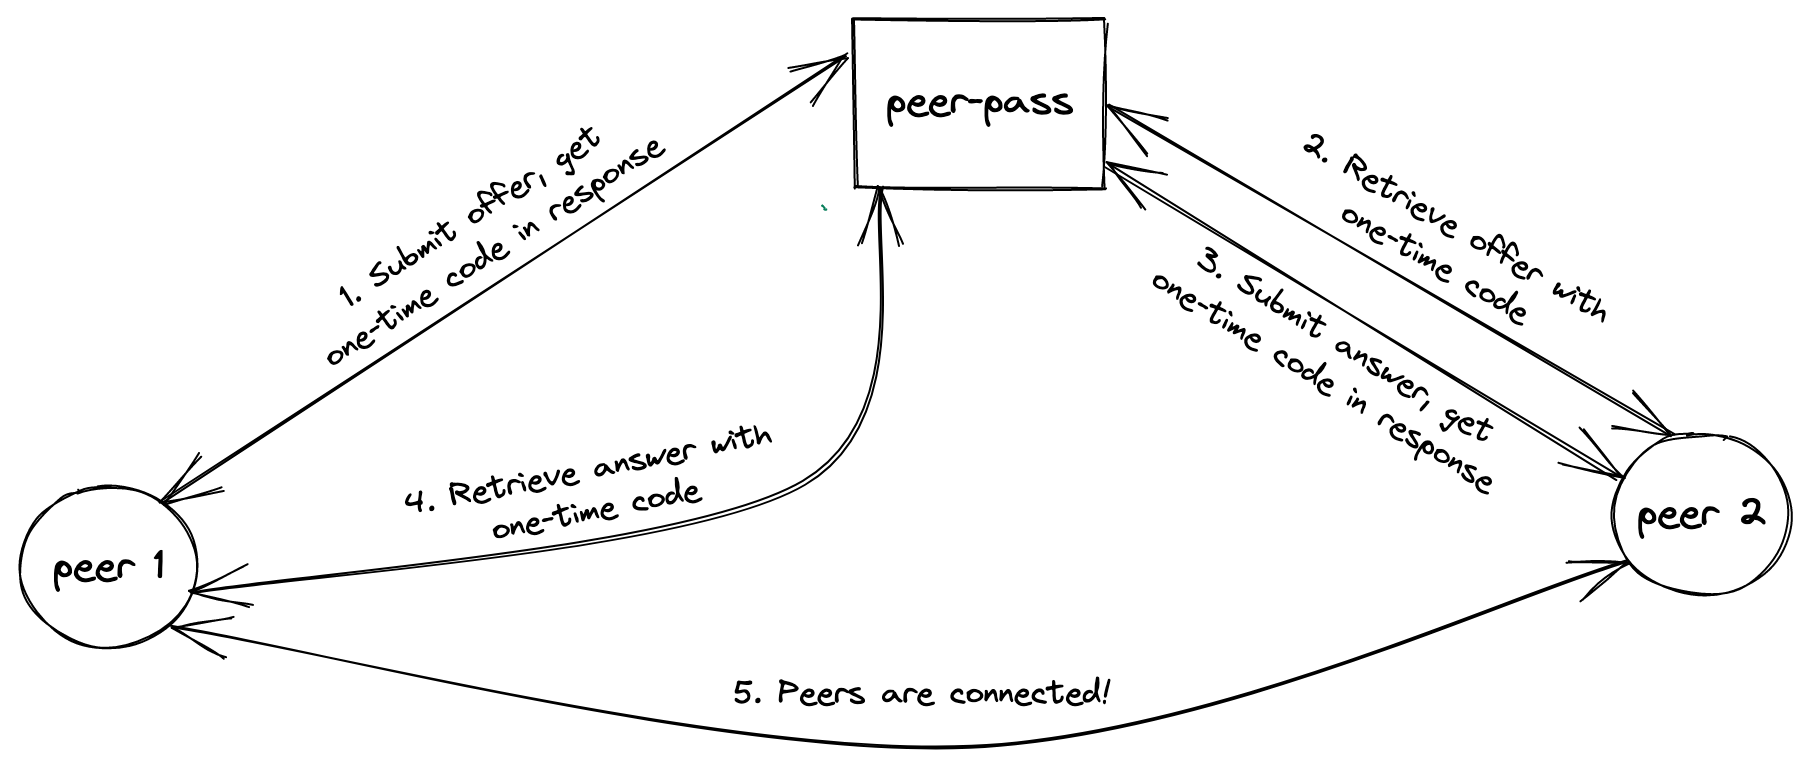 peer-pass
1. Submit offer, get
one-time code in response
2. Retrieve offer with
one-time code
3. Submit answer, get
one-time code in response
4. Retrieve answer with
one-time code
peer 1
peer 2
5. Peers are connected!